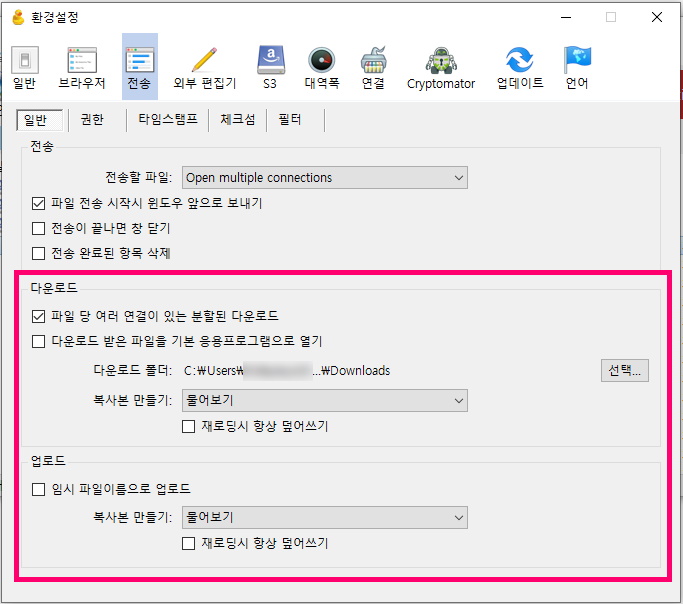 환경설정
일반 브라우저 전송 외부 편집기 S3 대역폭 연결 Cryptomator 업데이트 언어
일반 권한 타임스탬프 체크섬 필터
전송
전송할 파일: Open multiple connections
파일 전송 시작시 윈도우 앞으로 보내기
전송이 끝나면 창 닫기
전송 완료된 항목 삭제
다운로드
파일 당 여러 연결이 있는 분할된 다운로드
다운로드 받은 파일을 기본 응용프로그램으로 열기
다운로드 폴더: C:₩Users₩ ...₩Downloads 선택...
복사본 만들기: 물어보기
재로딩시 항상 덮어쓰기
업로드
임시 파일이름으로 업로드
복사본 만들기: 물어보기
재로딩시 항상 덮어쓰기